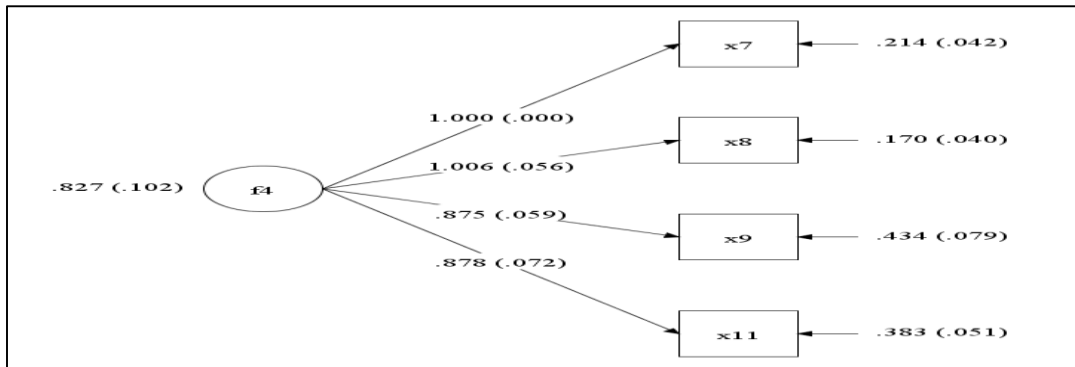 x7
.214 (.042)
1.000 (.000)
x8
.170 (.040)
1.006 (.056)
.827 (.102)
f4
.875 (.059)
x9
.434 (.079)
.878 (.072)
x11
.383 (.051)